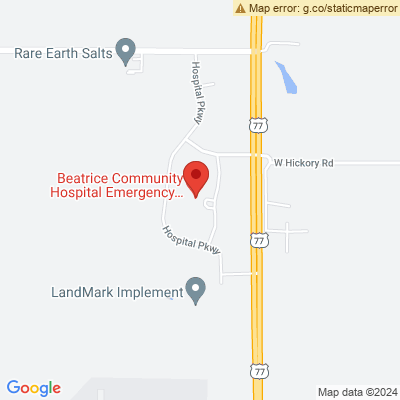 Map error: g.co/staticmaperror
Rare Earth Salts
Hospital Pkwy
77
W Hickory Rd
Beatrice Community
Hospital Emergency...
Hospital Pkwy
77
LandMark Implement
77
Google
Map data ©2024